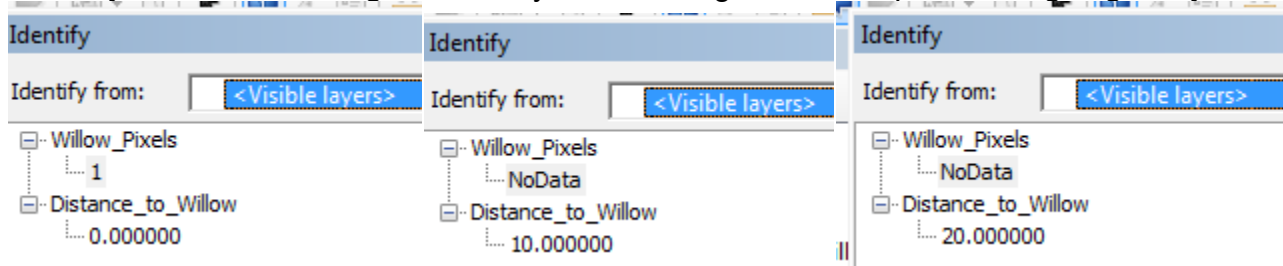 Identify
Identify from: <Visible layers>
Willow_Pixels
1
Distance_to_Willow
0.000000
Identify
Identify from: <Visible layers>
Willow_Pixels
NoData
Distance_to_Willow
10.000000
Identify
Identify from: <Visible layers>
Willow_Pixels
NoData
Distance_to_Willow
20.000000